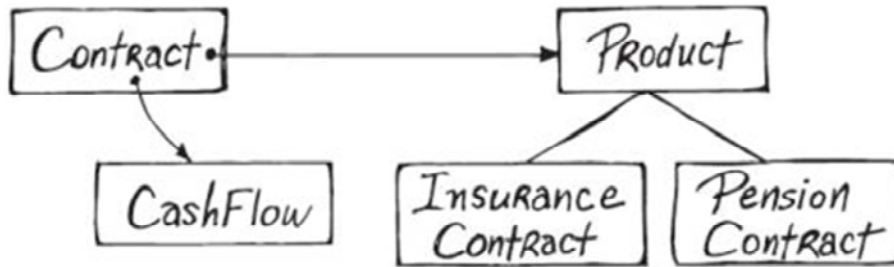 Contract
Product
CashFlow
Insurance
Contract
Pension
Contract